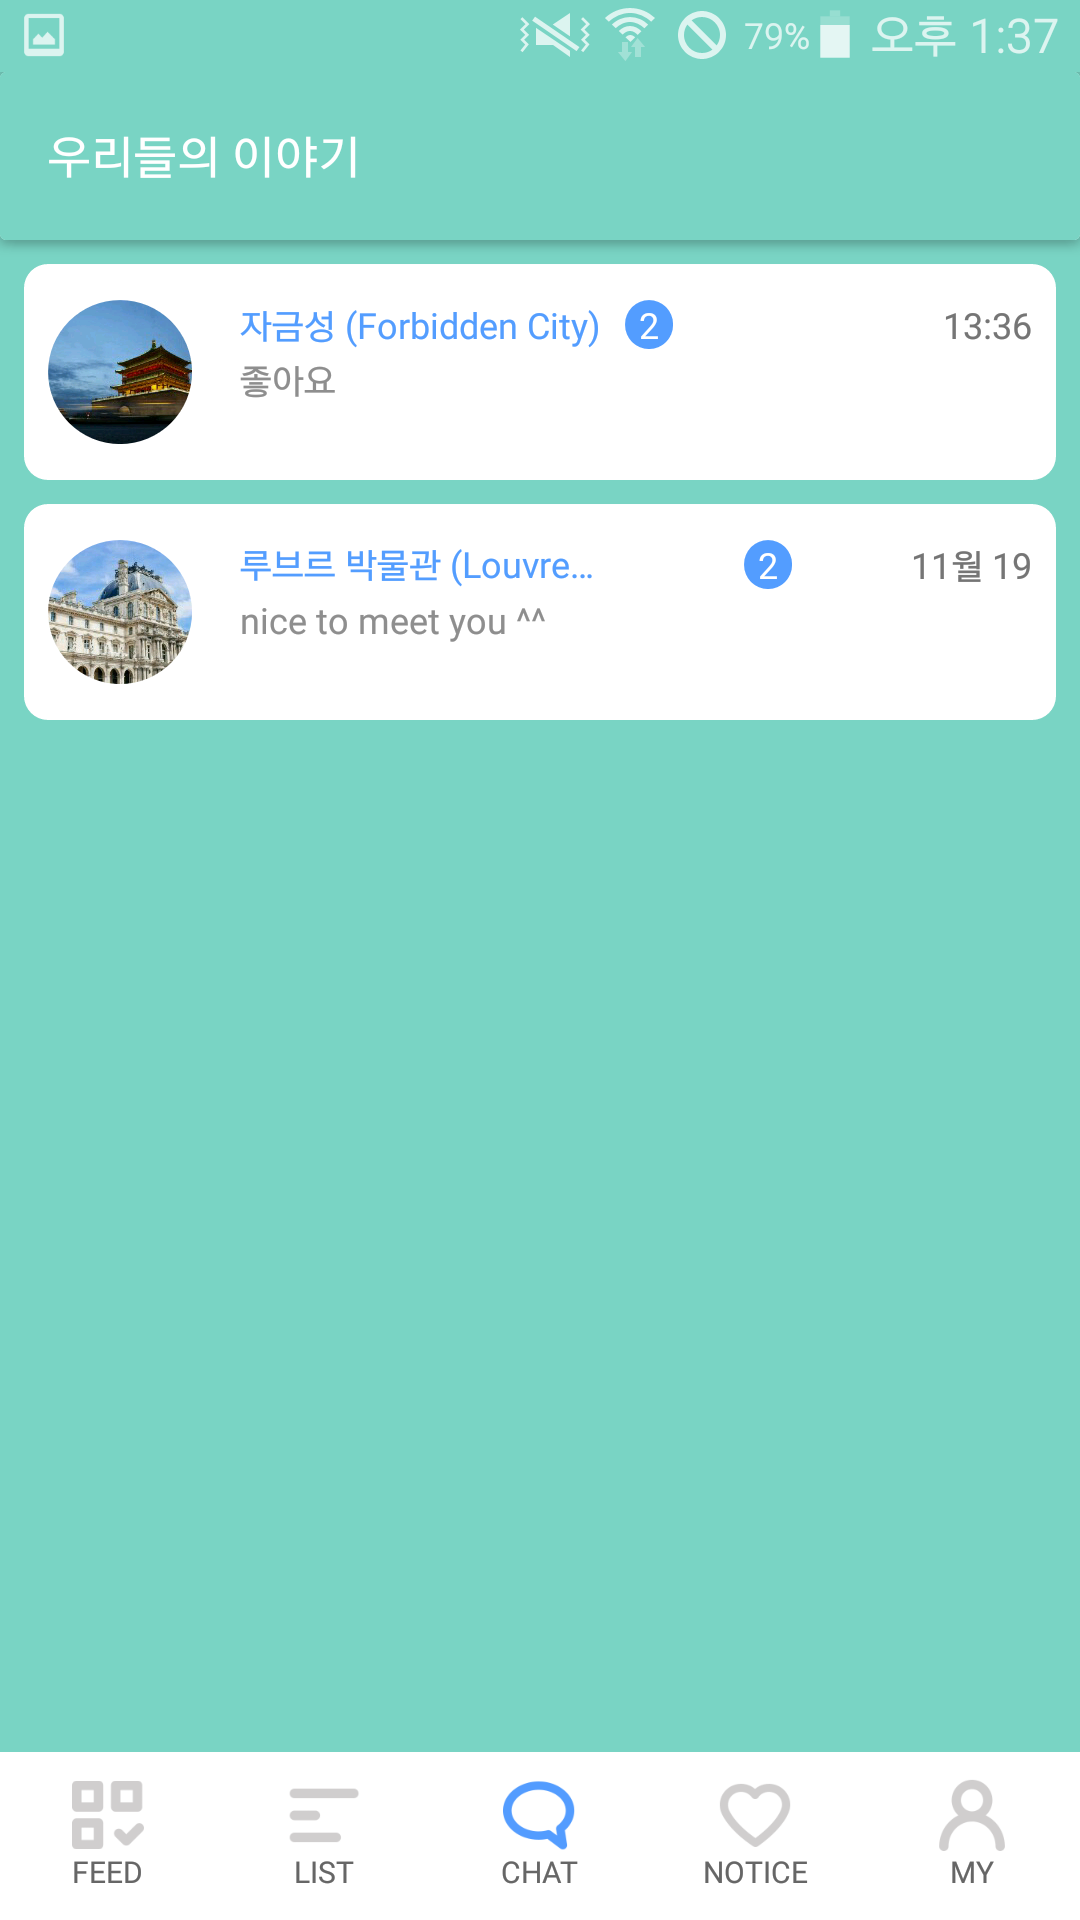 79% 오후 1:37
우리들의 이야기
자금성 (Forbidden City) 2 13:36
좋아요
루브르 박물관 (Louvre... 2 11월 19
nice to meet you ^^
FEED LIST CHAT NOTICE MY